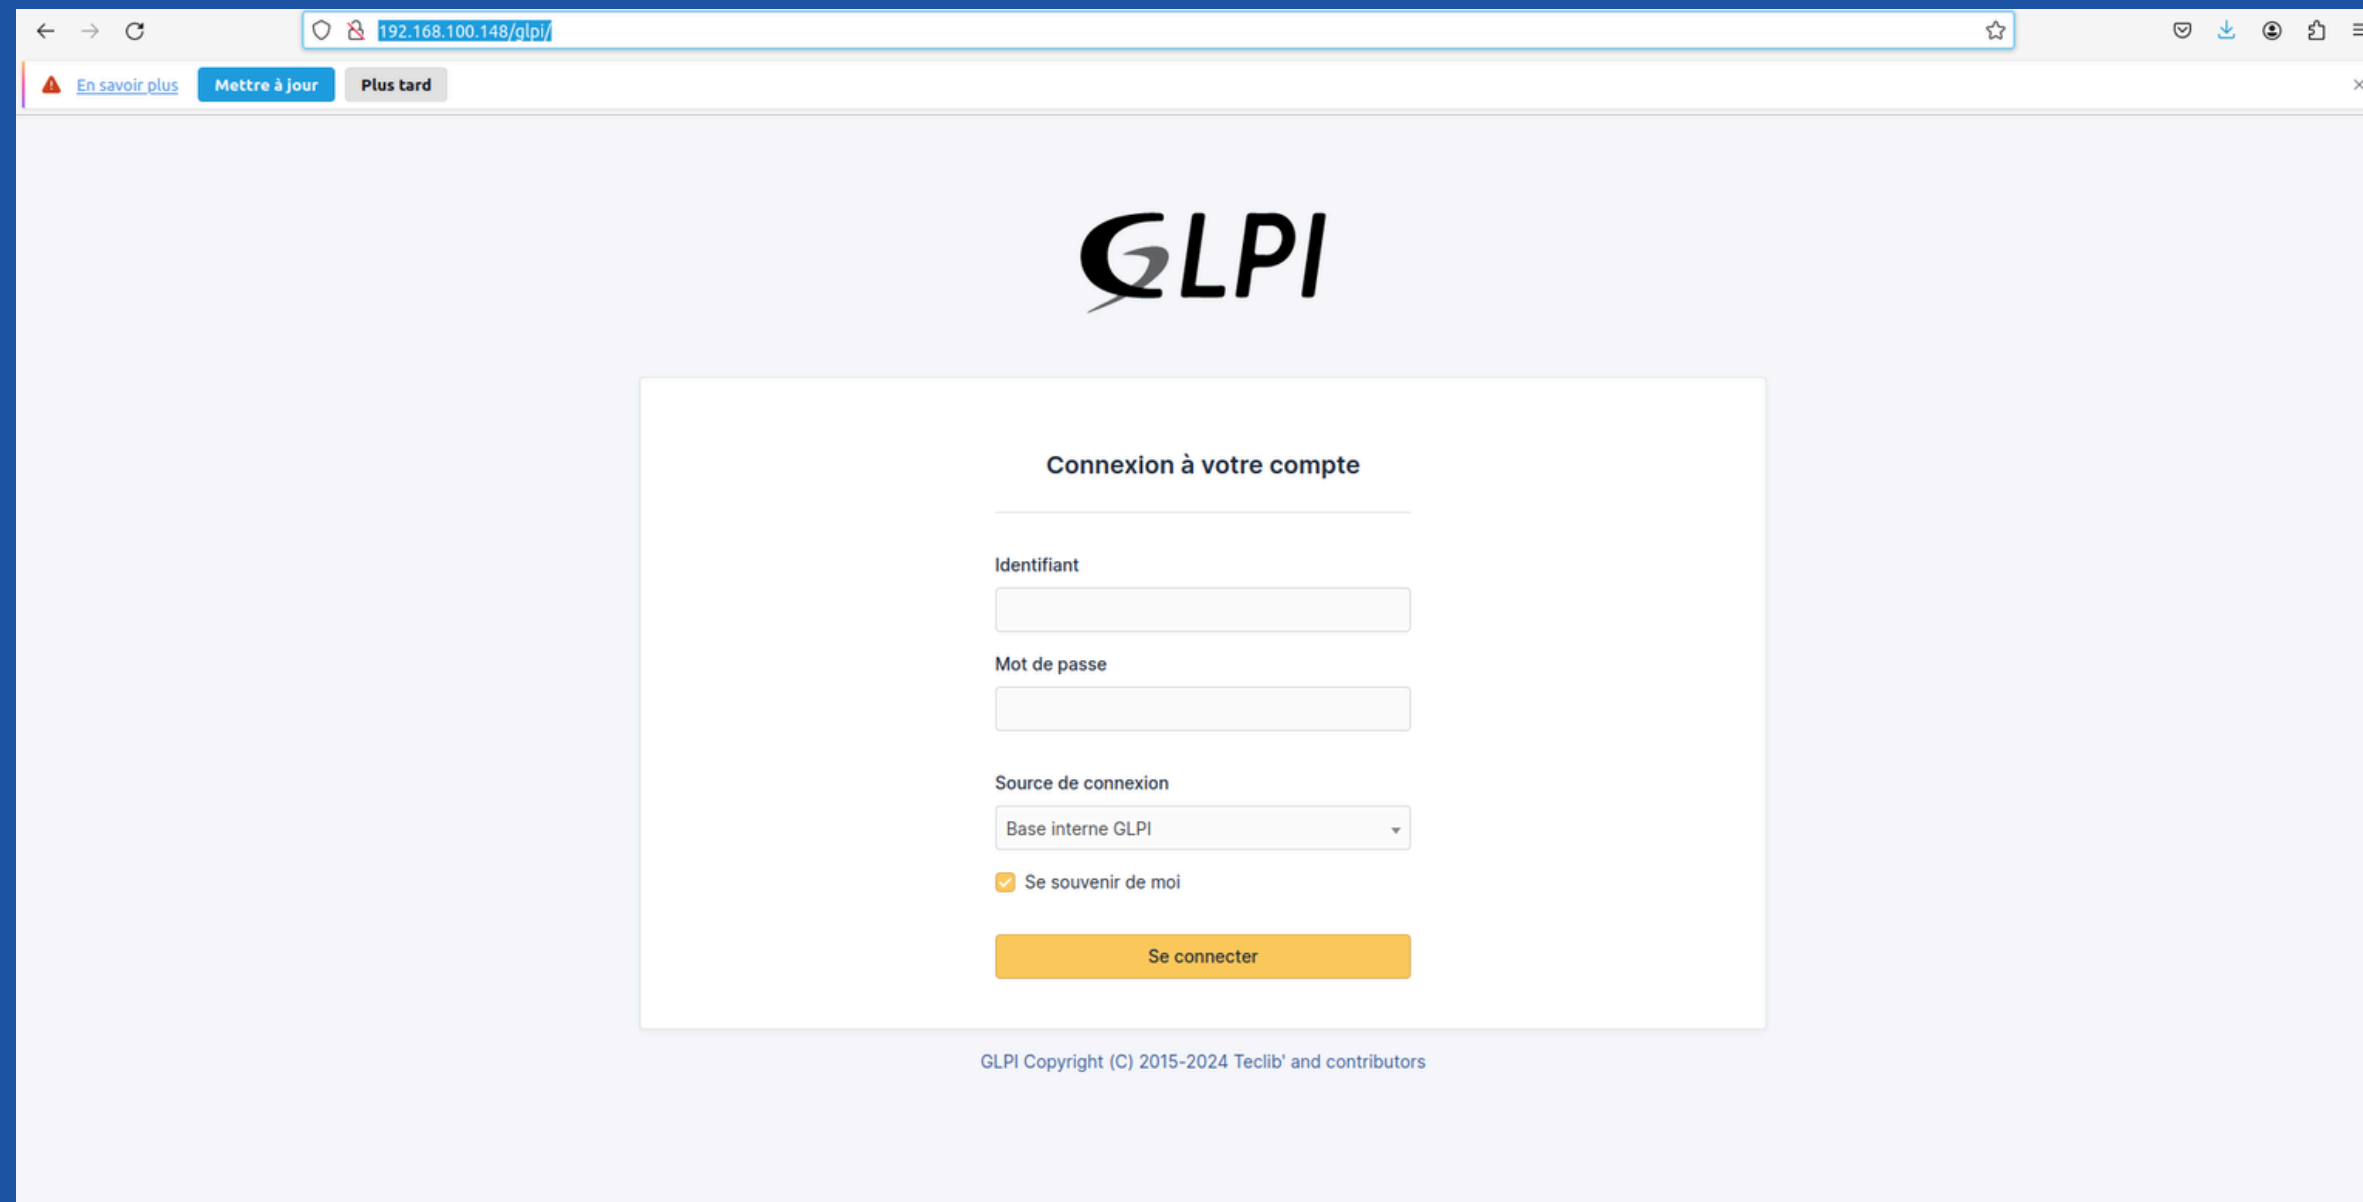 192.168.100.148/glpi/
En savoir plus Mettre à jour Plus tard
GLPI
Connexion à votre compte
Identifiant
Mot de passe
Source de connexion
Base interne GLPI
Se souvenir de moi
Se connecter
GLPI Copyright (C) 2015-2024 Teclib' and contributors